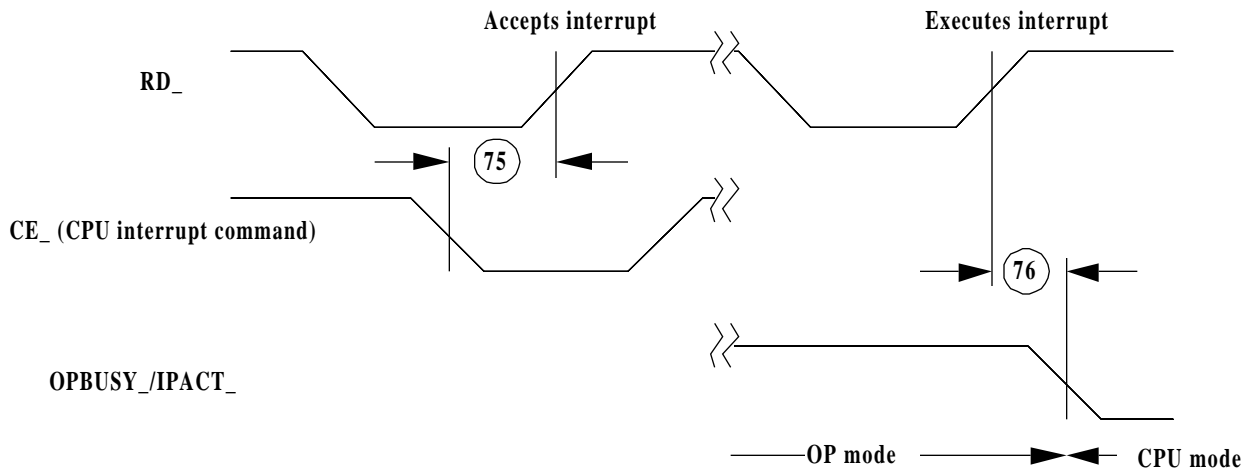 Accepts interrupt
Executes interrupt
RD_
75
CE_ (CPU interrupt command)
76
OPBUSY_/IPACT_
OP mode
CPU mode